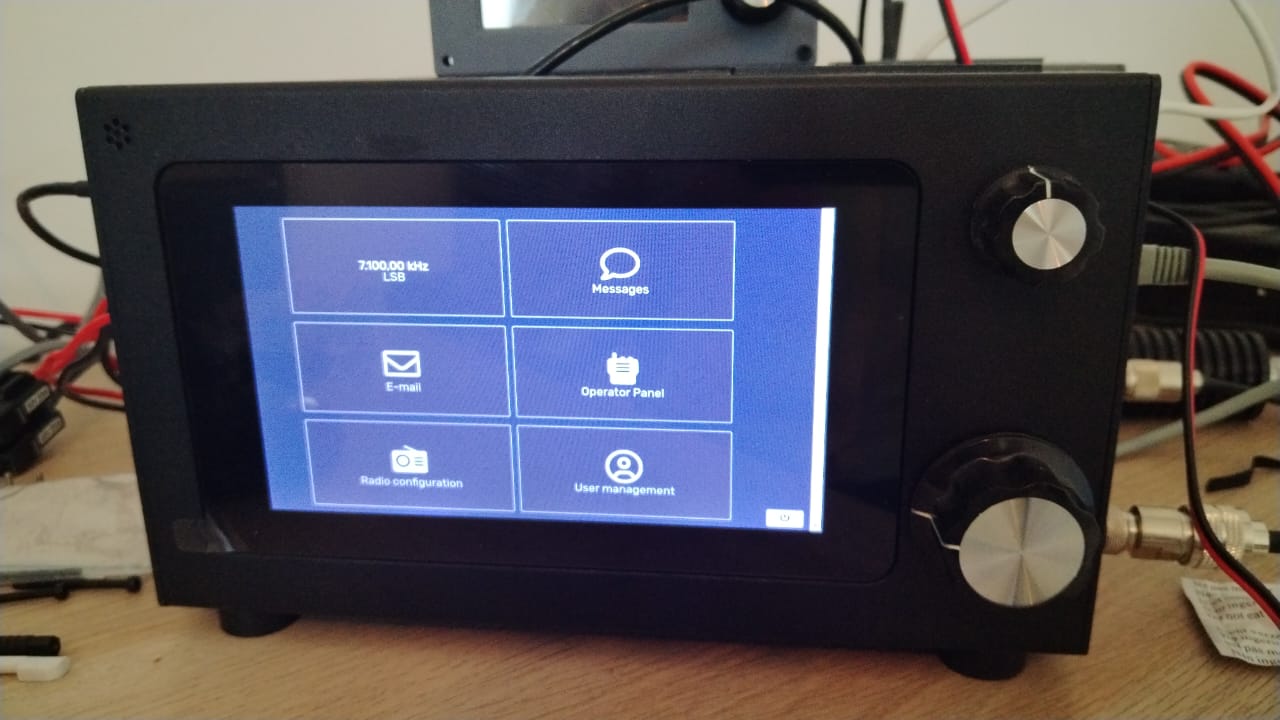 7.100,00 kHz
LSB
Messages
E-mail
Operator Panel
Radio configuration
User management